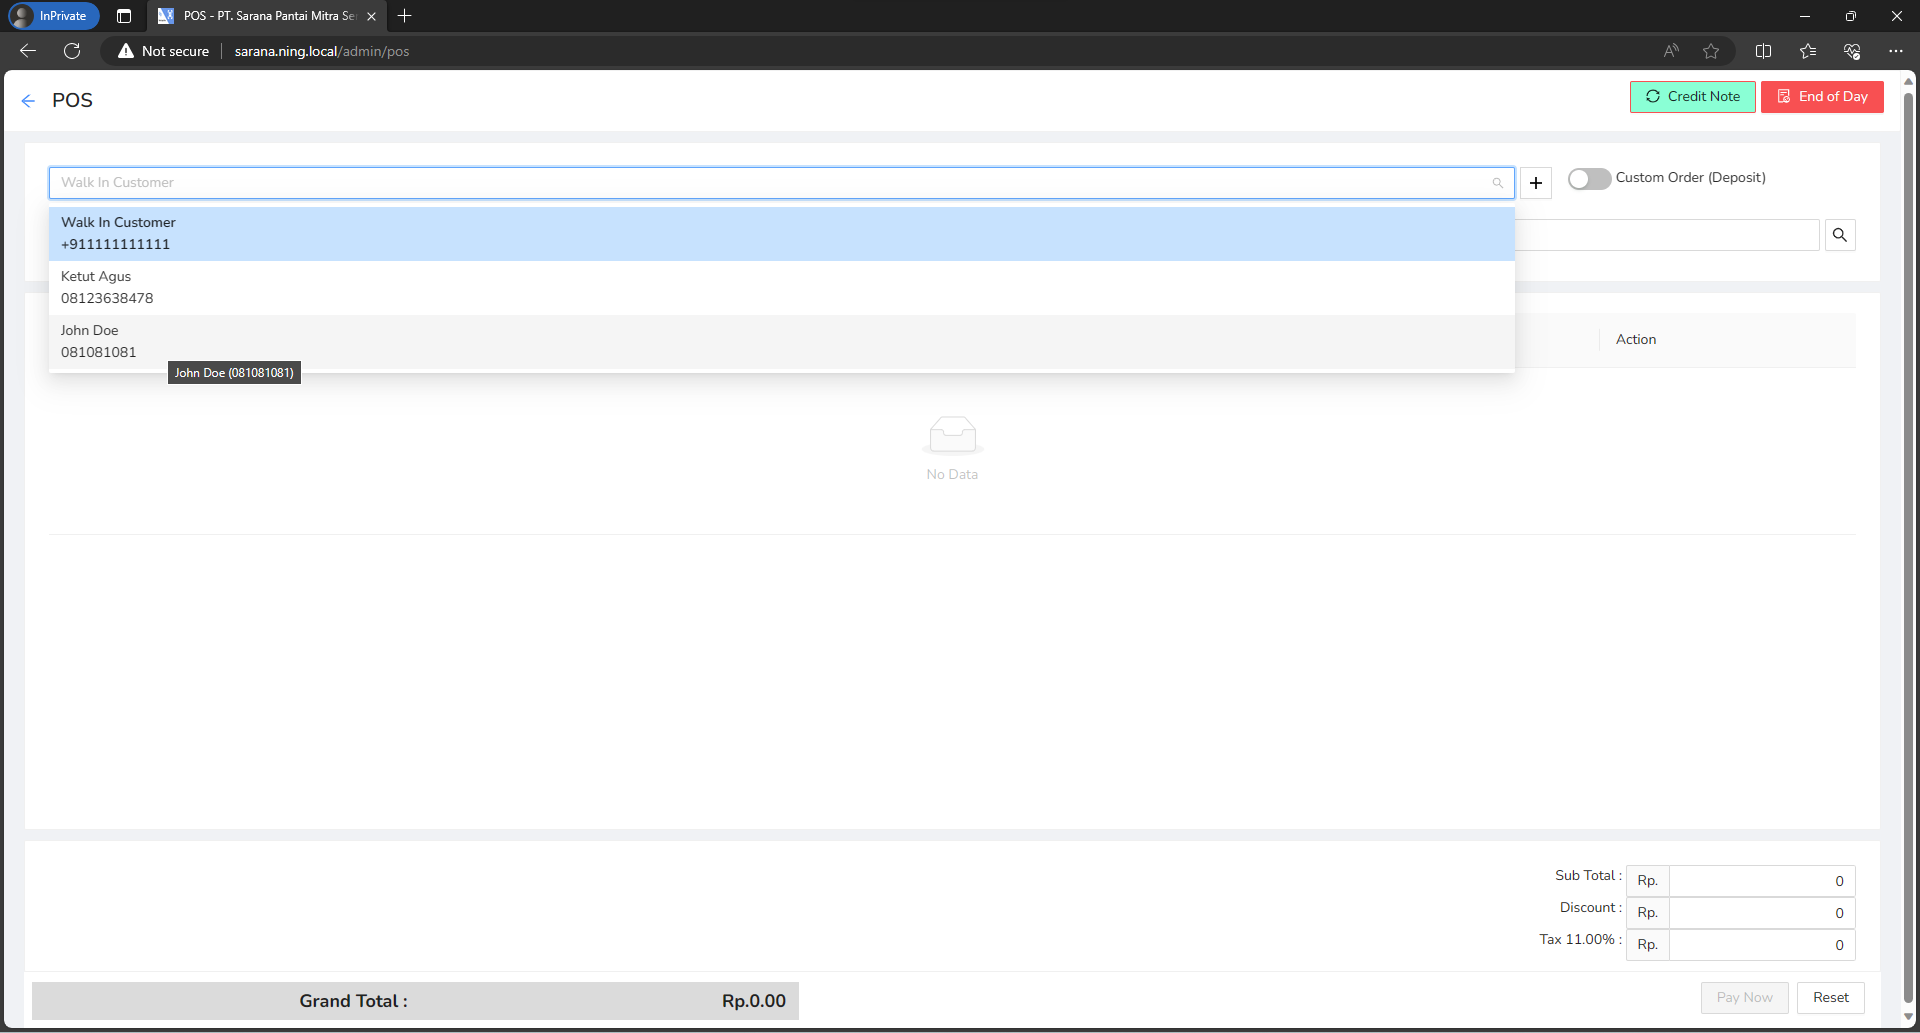 InPrivate
POS - PT. Sarana Pantai Mitra Se
Not secure
sarana.ning.local/admin/pos
POS
Credit Note
End of Day
Walk In Customer
Custom Order (Deposit)
Walk In Customer
+911111111111
Ketut Agus
08123638478
John Doe
081081081
John Doe (081081081)
Action
No Data
Sub Total : Rp. 0
Discount : Rp. 0
Tax 11.00% : Rp. 0
Grand Total : Rp.0.00
Pay Now
Reset